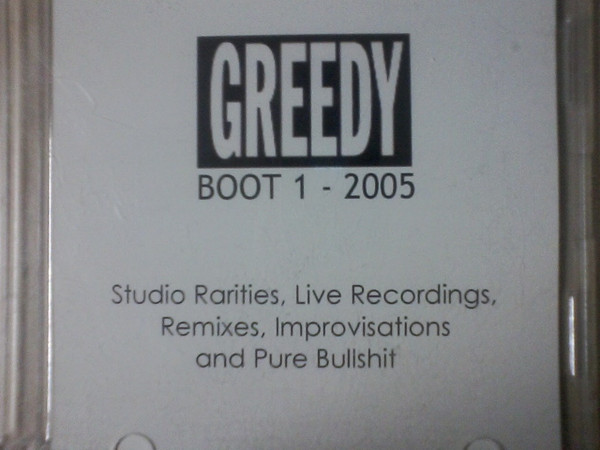 GREEDY
BOOT 1 - 2005
Studio Rarities, Live Recordings,
Remixes, Improvisations
and Pure Bullshit